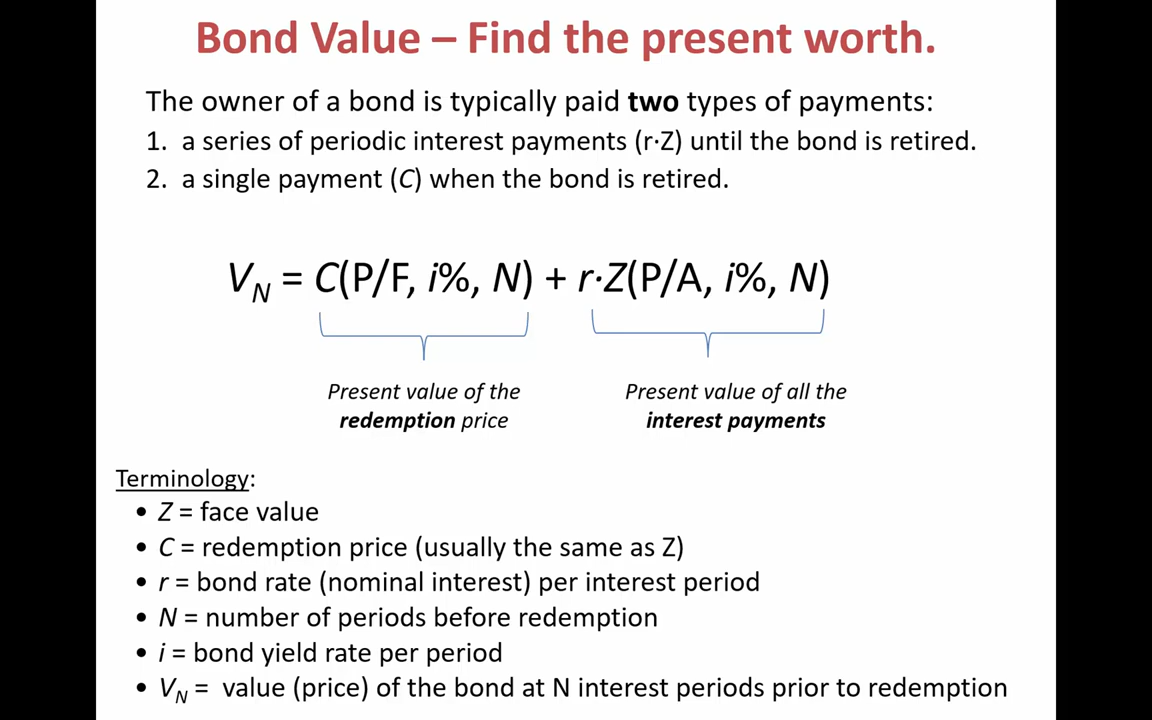 Bond Value – Find the present worth.
The owner of a bond is typically paid two types of payments:
1. a series of periodic interest payments (r·Z) until the bond is retired.
2. a single payment (C) when the bond is retired.
V_N = C(P/F, i%, N) + r·Z(P/A, i%, N)
Present value of the
redemption price
Present value of all the
interest payments
Terminology:
• Z = face value
• C = redemption price (usually the same as Z)
• r = bond rate (nominal interest) per interest period
• N = number of periods before redemption
• i = bond yield rate per period
• V_N = value (price) of the bond at N interest periods prior to redemption